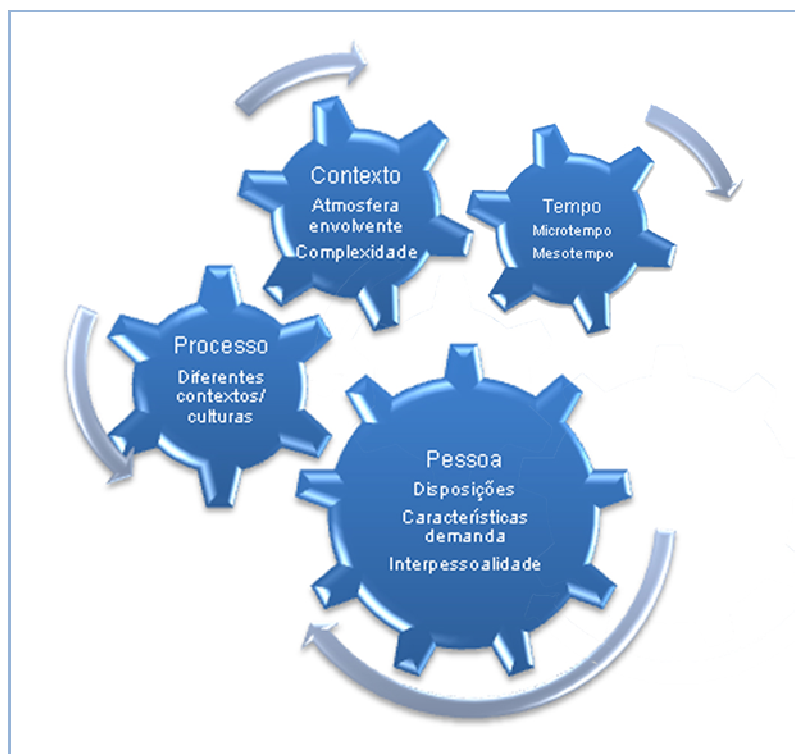 Contexto
Atmosfera
envolvente
Complexidade
Tempo
Microtempo
Mesotempo
Processo
Diferentes
contextos/
culturas
Pessoa
Disposições
Características
demanda
Interpessoalidade